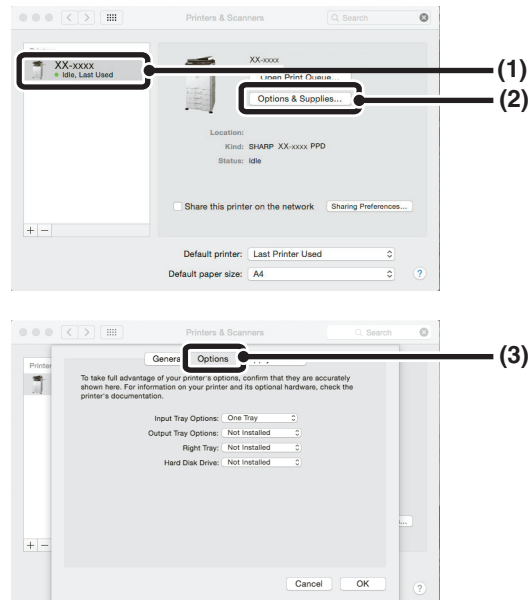 Printers & Scanners
Search
XX-xxxx
Idle, Last Used
(1)
XX-xxxx
Open Print Queue...
Options & Supplies...
(2)
Location:
Kind: SHARP XX-xxxx PPD
Status: Idle
Share this printer on the network
Sharing Preferences...
+ −
Default printer: Last Printer Used
Default paper size: A4
?
Printers & Scanners
Search
Options
(3)
To take full advantage of your printer's options, confirm that they are accurately
shown here. For information on your printer and its optional hardware, check the
printer's documentation.
Input Tray Options: One Tray
Output Tray Options: Not Installed
Right Tray: Not Installed
Hard Disk Drive: Not Installed
+ −
Cancel
OK
?